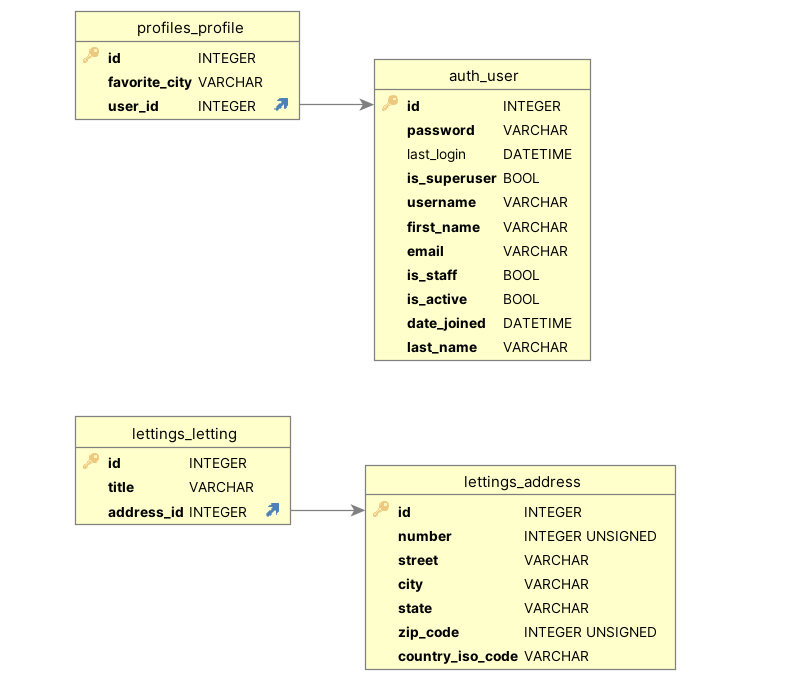 profiles_profile
id INTEGER
favorite_city VARCHAR
user_id INTEGER
auth_user
id INTEGER
password VARCHAR
last_login DATETIME
is_superuser BOOL
username VARCHAR
first_name VARCHAR
email VARCHAR
is_staff BOOL
is_active BOOL
date_joined DATETIME
last_name VARCHAR
lettings_letting
id INTEGER
title VARCHAR
address_id INTEGER
lettings_address
id INTEGER
number INTEGER UNSIGNED
street VARCHAR
city VARCHAR
state VARCHAR
zip_code INTEGER UNSIGNED
country_iso_code VARCHAR